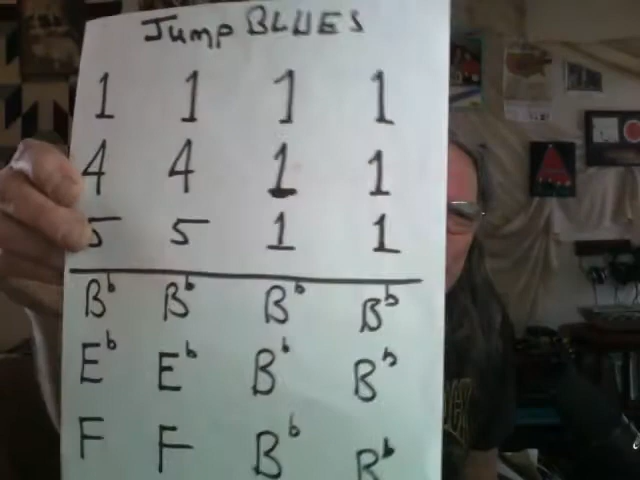 Jump BLUES
1 1 1 1
4 4 1 1
5 5 1 1
B♭ B♭ B♭ B♭
E♭ E♭ B♭ B♭
F F B♭ B♭